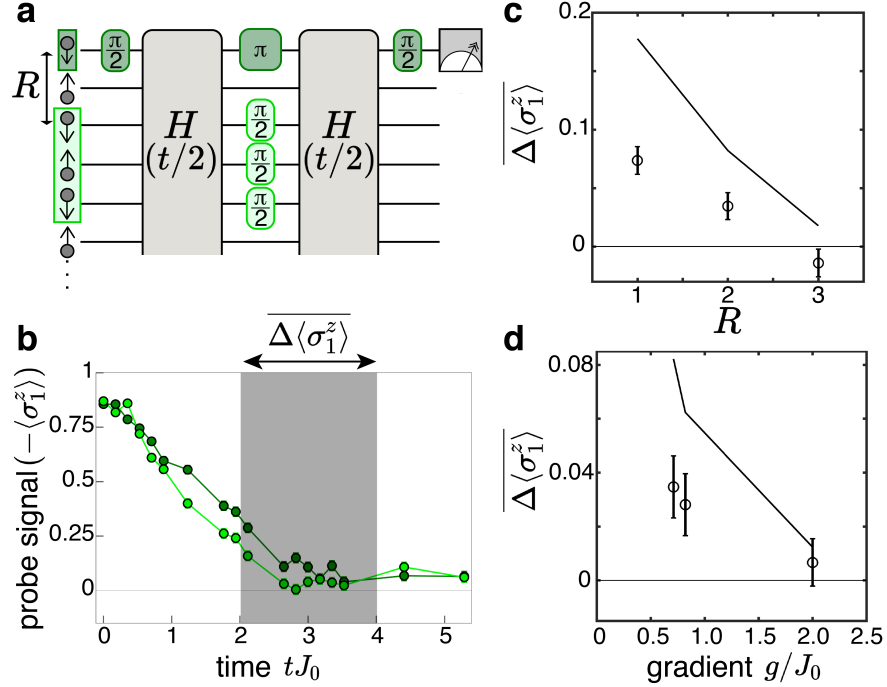 a
π/2 π π/2
R
H (t/2)
π/2
π/2
π/2
H (t/2)
b
Δ⟨σ₁ᶻ⟩
probe signal (−⟨σ₁ᶻ⟩)
1
0.75
0.5
0.25
0
0 1 2 3 4 5
time tJ₀
c
Δ⟨σ₁ᶻ⟩
0.2
0.1
0
1 2 3
R
d
Δ⟨σ₁ᶻ⟩
0.08
0.04
0
0 0.5 1.0 1.5 2.0 2.5
gradient g/J₀